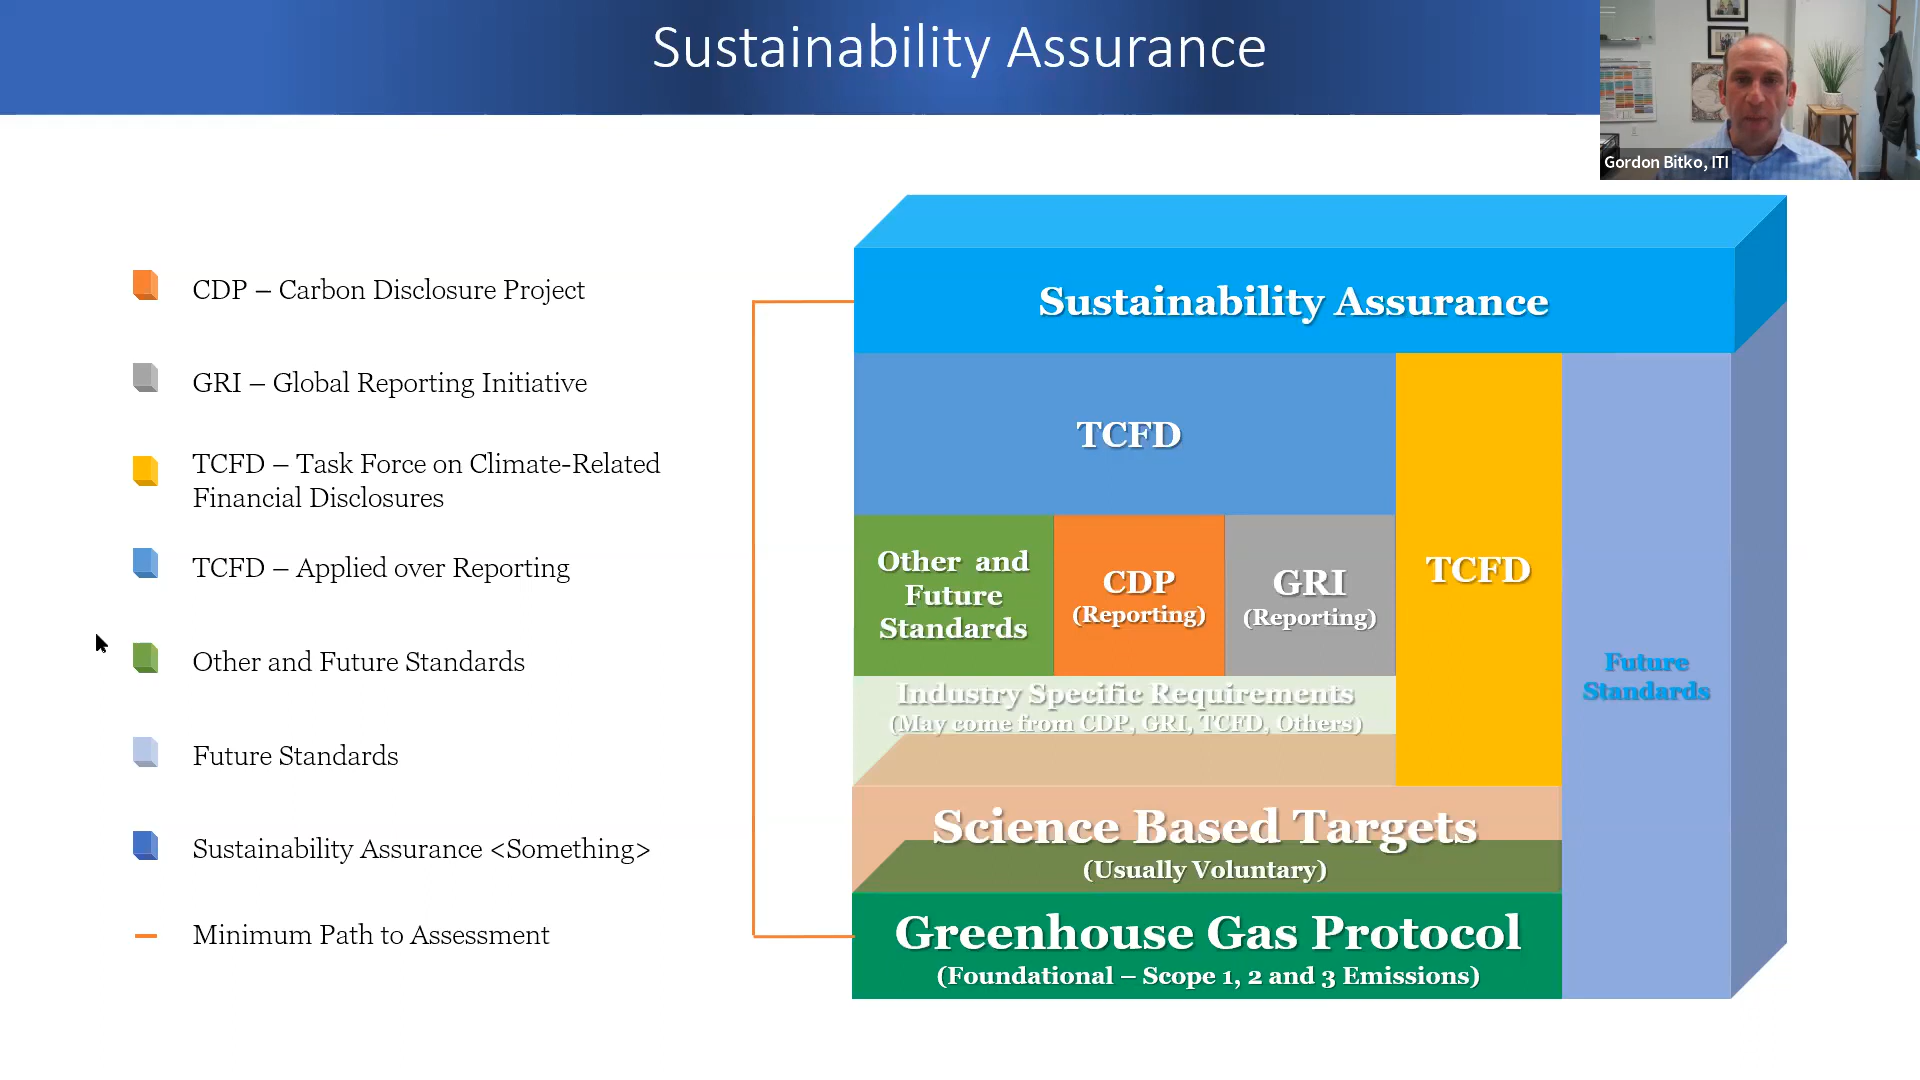 Sustainability Assurance
Gordon Bitko, ITI
CDP – Carbon Disclosure Project
GRI – Global Reporting Initiative
TCFD – Task Force on Climate-Related
Financial Disclosures
TCFD – Applied over Reporting
Other and Future Standards
Future Standards
Sustainability Assurance <Something>
Minimum Path to Assessment
Sustainability Assurance
TCFD
Other and
Future
Standards
CDP
(Reporting)
GRI
(Reporting)
TCFD
Future
Standards
Industry Specific Requirements
(May come from CDP, GRI, TCFD, Others)
Science Based Targets
(Usually Voluntary)
Greenhouse Gas Protocol
(Foundational – Scope 1, 2 and 3 Emissions)